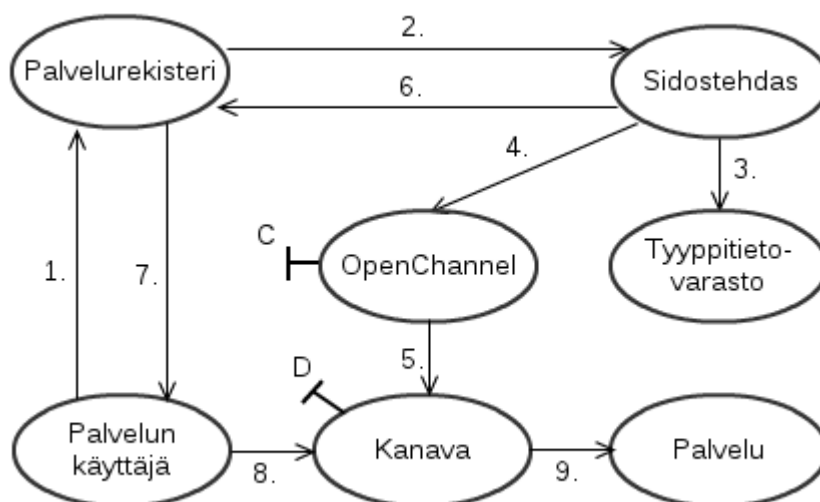 2.
Palvelurekisteri
Sidostehdas
6.
4.
3.
C
OpenChannel
Tyyppitieto-
varasto
1.
7.
5.
D
Palvelun
käyttäjä
8.
Kanava
9.
Palvelu